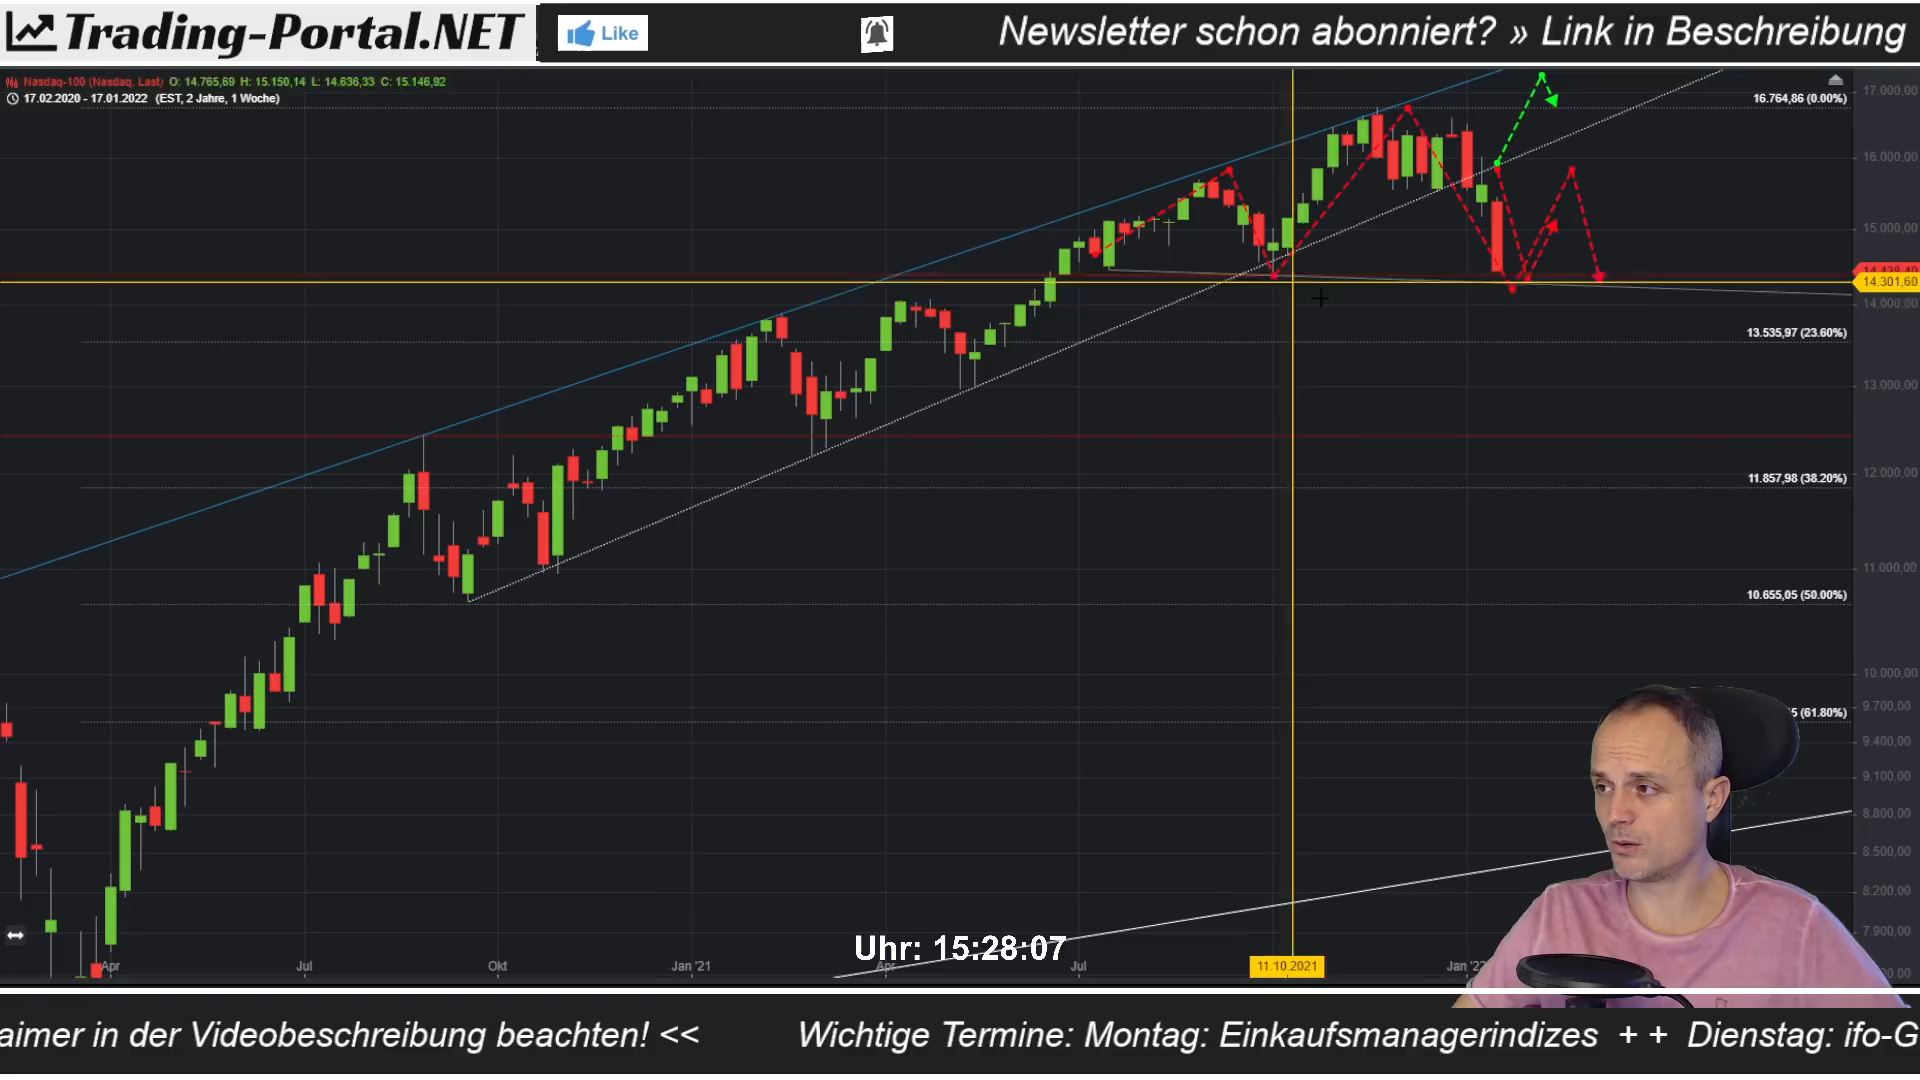 Trading-Portal.NET
Like
Newsletter schon abonniert? » Link in Beschreibung
Nasdaq-100 (Nasdaq, Last) O: 14.765,69 H: 15.150,14 L: 14.636,33 C: 15.146,92
17.02.2020 - 17.01.2022 (EST, 2 Jahre, 1 Woche)
17.000,00
16.764,86 (0.00%)
16.000,00
15.000,00
14.301,60
14.000,00
13.535,97 (23.60%)
13.000,00
12.000,00
11.857,98 (38.20%)
11.000,00
10.655,05 (50.00%)
10.000,00
9.700,00
5 (61.80%)
9.400,00
9.100,00
8.800,00
8.500,00
8.200,00
7.900,00
Uhr: 15:28:07
Apr
Jul
Okt
Jan '21
Apr
Jul
11.10.2021
Jan '22
aimer in der Videobeschreibung beachten! << Wichtige Termine: Montag: Einkaufsmanagerindizes + + Dienstag: ifo-G